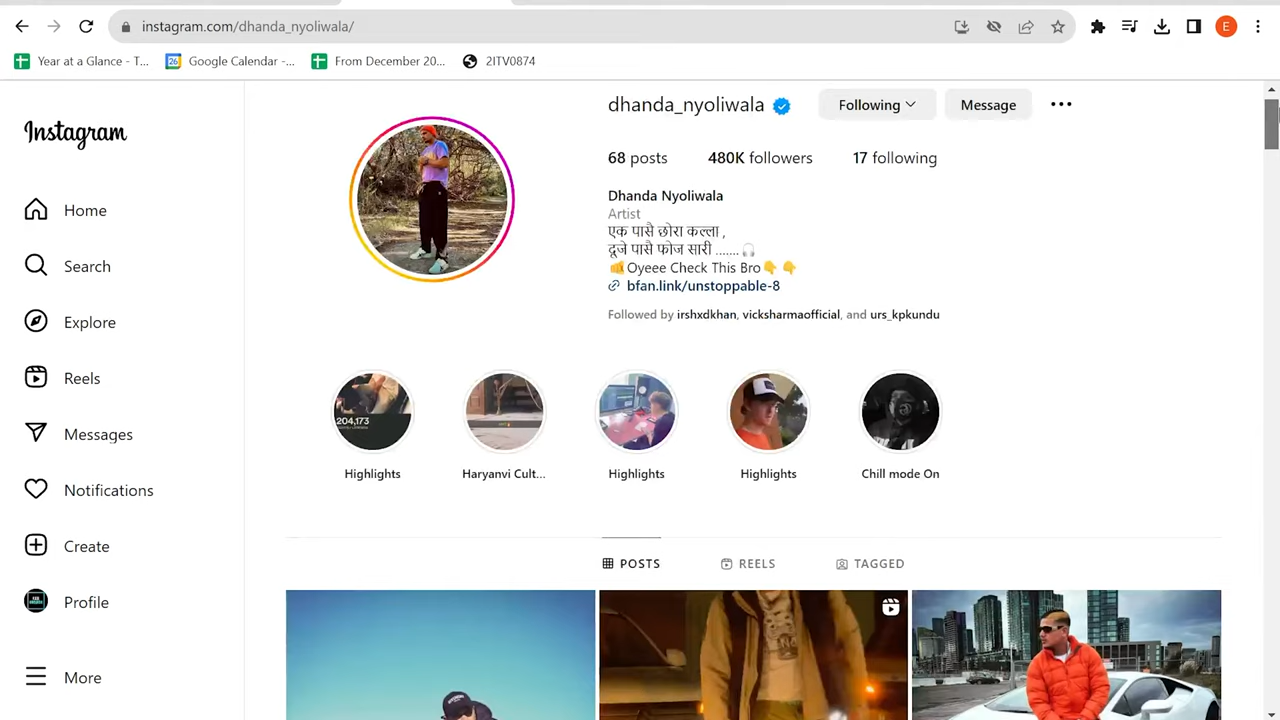 instagram.com/dhanda_nyoliwala/
Year at a Glance - T...
Google Calendar -...
From December 20...
2ITV0874
E
Instagram
Home
Search
Explore
Reels
Messages
Notifications
Create
Profile
More
dhanda_nyoliwala
Following
Message
68 posts
480K followers
17 following
Dhanda Nyoliwala
Artist
एक पासै छोरा कल्ला ,
दूजे पासै फोज सारी .......🎧
🤙Oyeee Check This Bro👇👇
bfan.link/unstoppable-8
Followed by irshxdkhan, vicksharmaofficial, and urs_kpkundu
204,173
Highlights
Haryanvi Cult...
Highlights
Highlights
Chill mode On
POSTS
REELS
TAGGED